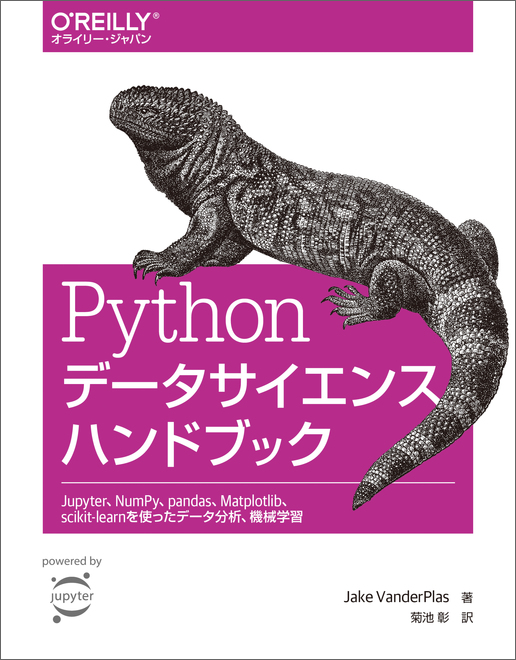 O'REILLY®
オライリー・ジャパン
Python
データサイエンス
ハンドブック
Jupyter、NumPy、pandas、Matplotlib、
scikit-learnを使ったデータ分析、機械学習
powered by
jupyter
Jake VanderPlas 著
菊池 彰 訳